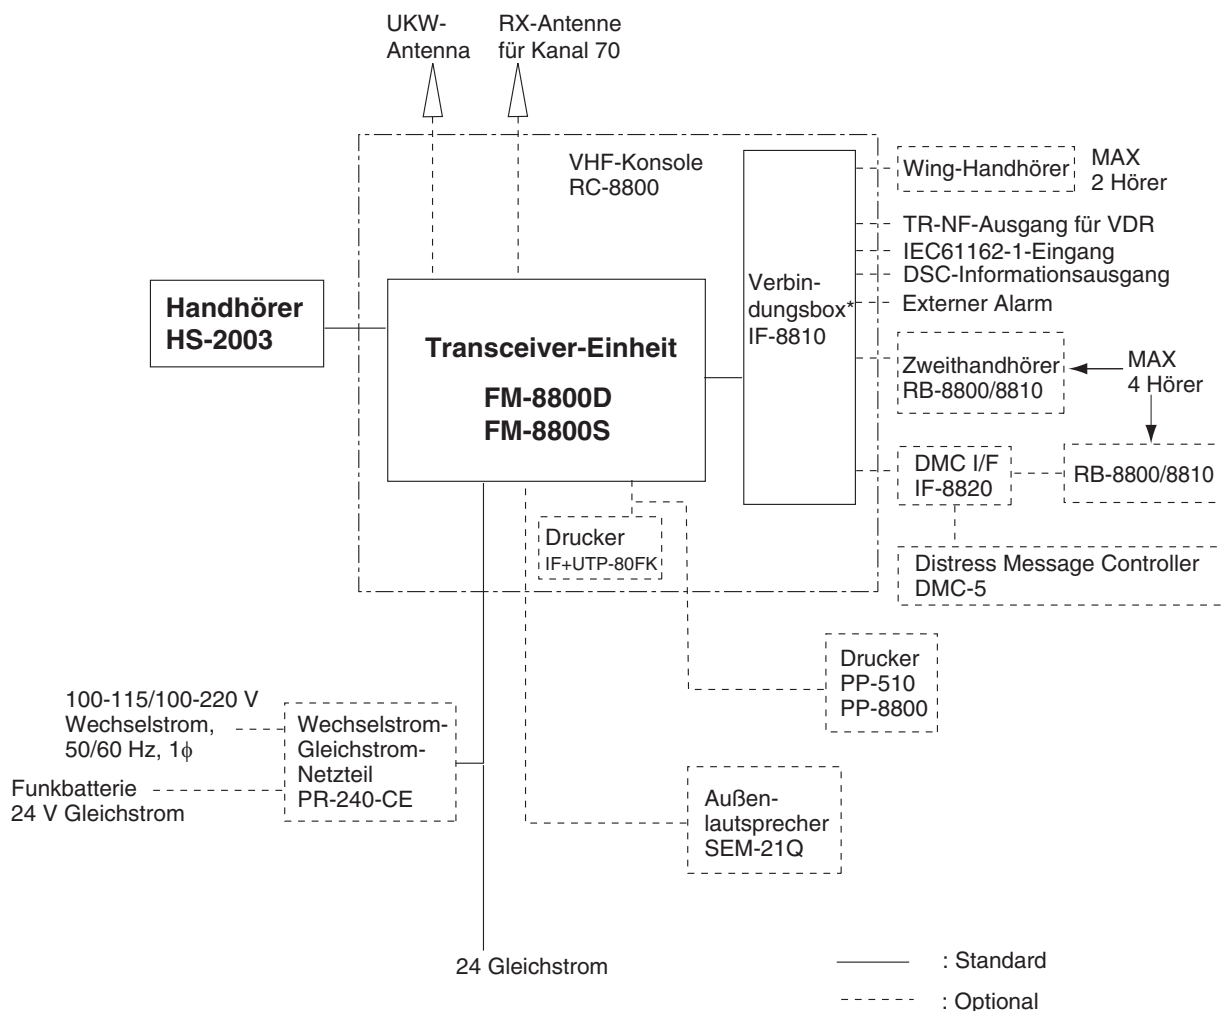 UKW-
Antenna
RX-Antenne
für Kanal 70
VHF-Konsole
RC-8800
Wing-Handhörer
MAX
2 Hörer
TR-NF-Ausgang für VDR
IEC61162-1-Eingang
DSC-Informationsausgang
Externer Alarm
Verbin-
dungsbox*
IF-8810
Handhörer
HS-2003
Transceiver-Einheit
FM-8800D
FM-8800S
Zweithandhörer
RB-8800/8810
MAX
4 Hörer
DMC I/F
IF-8820
RB-8800/8810
Drucker
IF+UTP-80FK
Distress Message Controller
DMC-5
Drucker
PP-510
PP-8800
100-115/100-220 V
Wechselstrom,
50/60 Hz, 1ϕ
Funkbatterie
24 V Gleichstrom
Wechselstrom-
Gleichstrom-
Netzteil
PR-240-CE
Außen-
lautsprecher
SEM-21Q
24 Gleichstrom
: Standard
: Optional